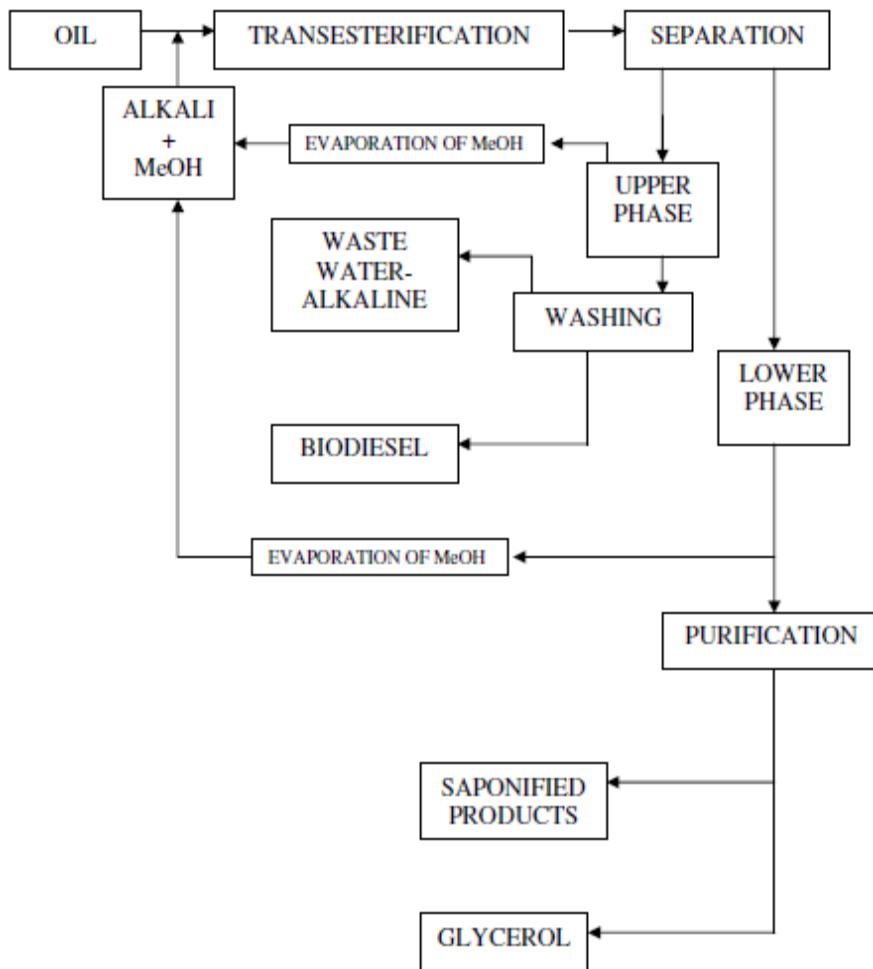 OIL
TRANSESTERIFICATION
SEPARATION
ALKALI
+
MeOH
EVAPORATION OF MeOH
UPPER
PHASE
WASTE
WATER-
ALKALINE
WASHING
LOWER
PHASE
BIODIESEL
EVAPORATION OF MeOH
PURIFICATION
SAPONIFIED
PRODUCTS
GLYCEROL